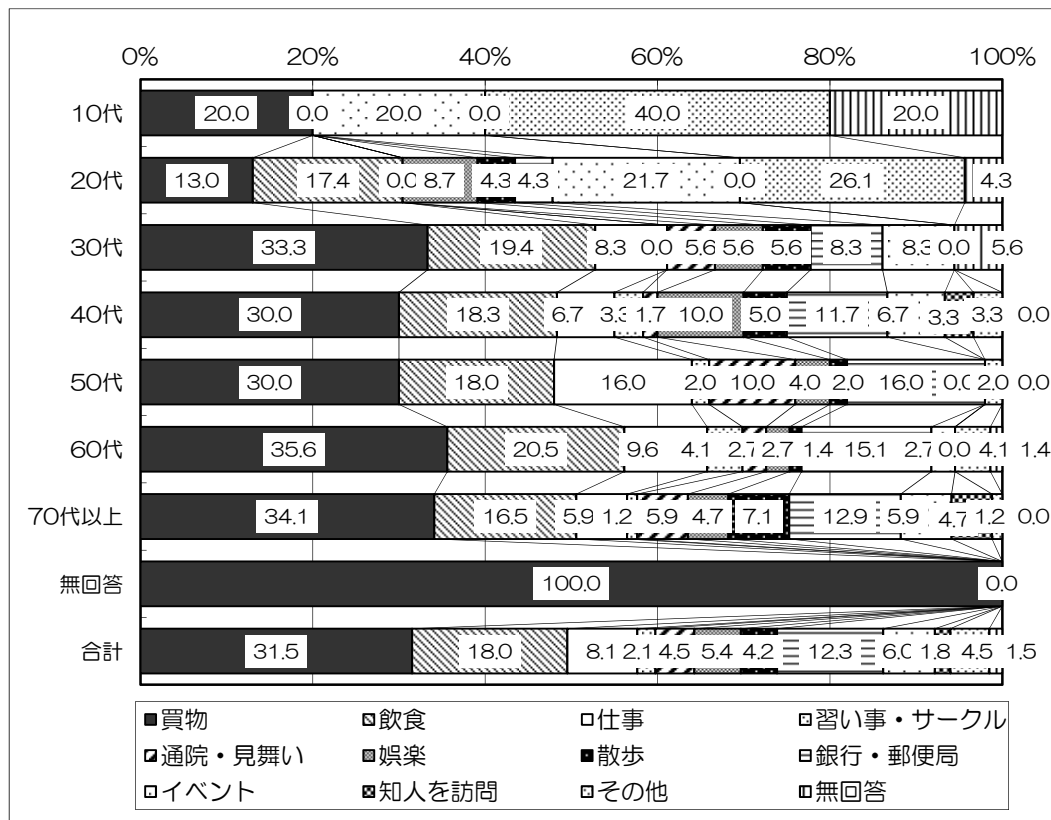 0% 20% 40% 60% 80% 100%
10代 20.0 0.0 20.0 0.0 40.0 20.0
20代 13.0 17.4 0.0 8.7 4.3 4.3 21.7 0.0 26.1 4.3
30代 33.3 19.4 8.3 0.0 5.6 5.6 5.6 8.3 8.3 0.0 5.6
40代 30.0 18.3 6.7 3.3 1.7 10.0 5.0 11.7 6.7 3.3 3.3 0.0
50代 30.0 18.0 16.0 2.0 10.0 4.0 2.0 16.0 0.0 2.0 0.0
60代 35.6 20.5 9.6 4.1 2.7 2.7 1.4 15.1 2.7 0.0 4.1 1.4
70代以上 34.1 16.5 5.9 1.2 5.9 4.7 7.1 12.9 5.9 4.7 1.2 0.0
無回答 100.0 0.0
合計 31.5 18.0 8.1 2.1 4.5 5.4 4.2 12.3 6.0 1.8 4.5 1.5
買物 飲食 仕事 習い事・サークル
通院・見舞い 娯楽 散歩 銀行・郵便局
イベント 知人を訪問 その他 無回答